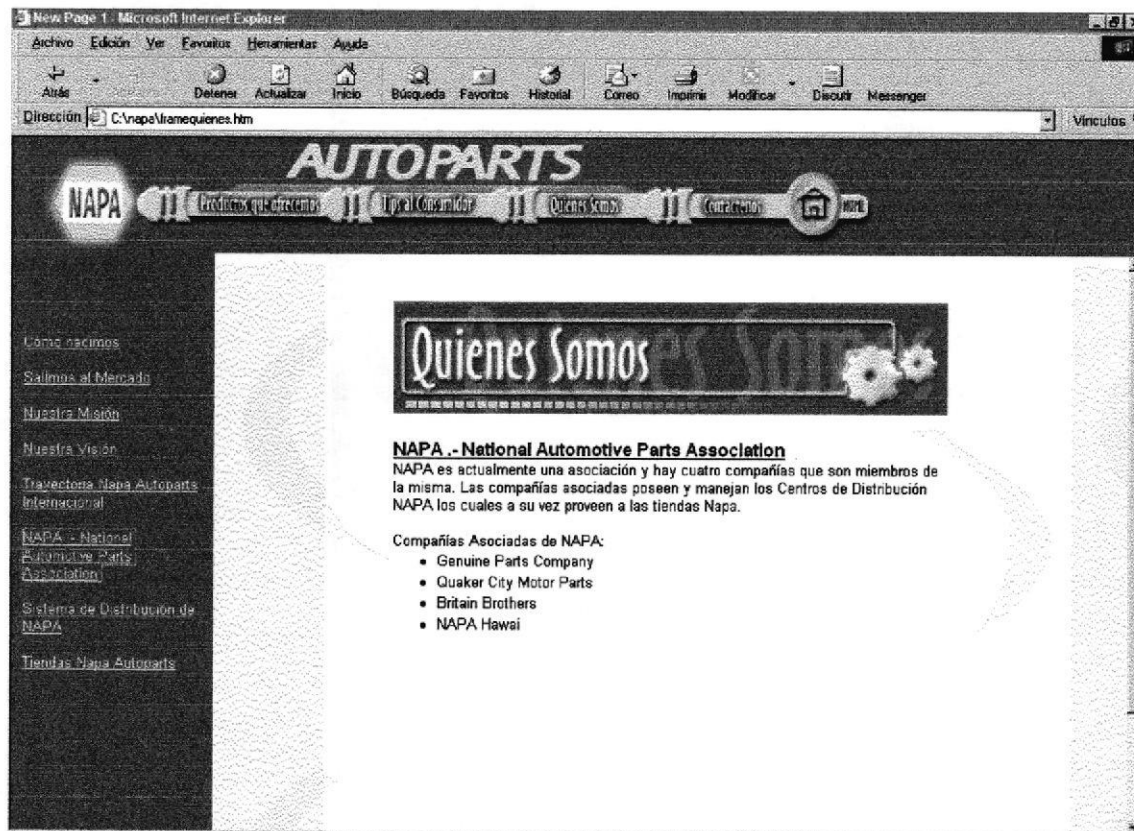 New Page 1 - Microsoft Internet Explorer
Archivo Edición Ver Favoritos Herramientas Ayuda
Atrás Detener Actualizar Inicio Búsqueda Favoritos Historial Correo Imprimir Modificar Discutir Messenger
Dirección C:\napa\framequienes.htm Vínculos
AUTOPARTS
NAPA Productos que ofrecemos Tips al Consumidor Quienes Somos Contáctenos HOME
Quienes Somos
Como nacimos
Salimos al Mercado
Nuestra Misión
Nuestra Visión
Trayectoria Napa Autoparts
Internacional
NAPA .- National
Automotive Parts
Association
Sistema de Distribución de
NAPA
Tiendas Napa Autoparts
NAPA .- National Automotive Parts Association
NAPA es actualmente una asociación y hay cuatro compañías que son miembros de
la misma. Las compañías asociadas poseen y manejan los Centros de Distribución
NAPA los cuales a su vez proveen a las tiendas Napa.
Compañías Asociadas de NAPA:
• Genuine Parts Company
• Quaker City Motor Parts
• Britain Brothers
• NAPA Hawai